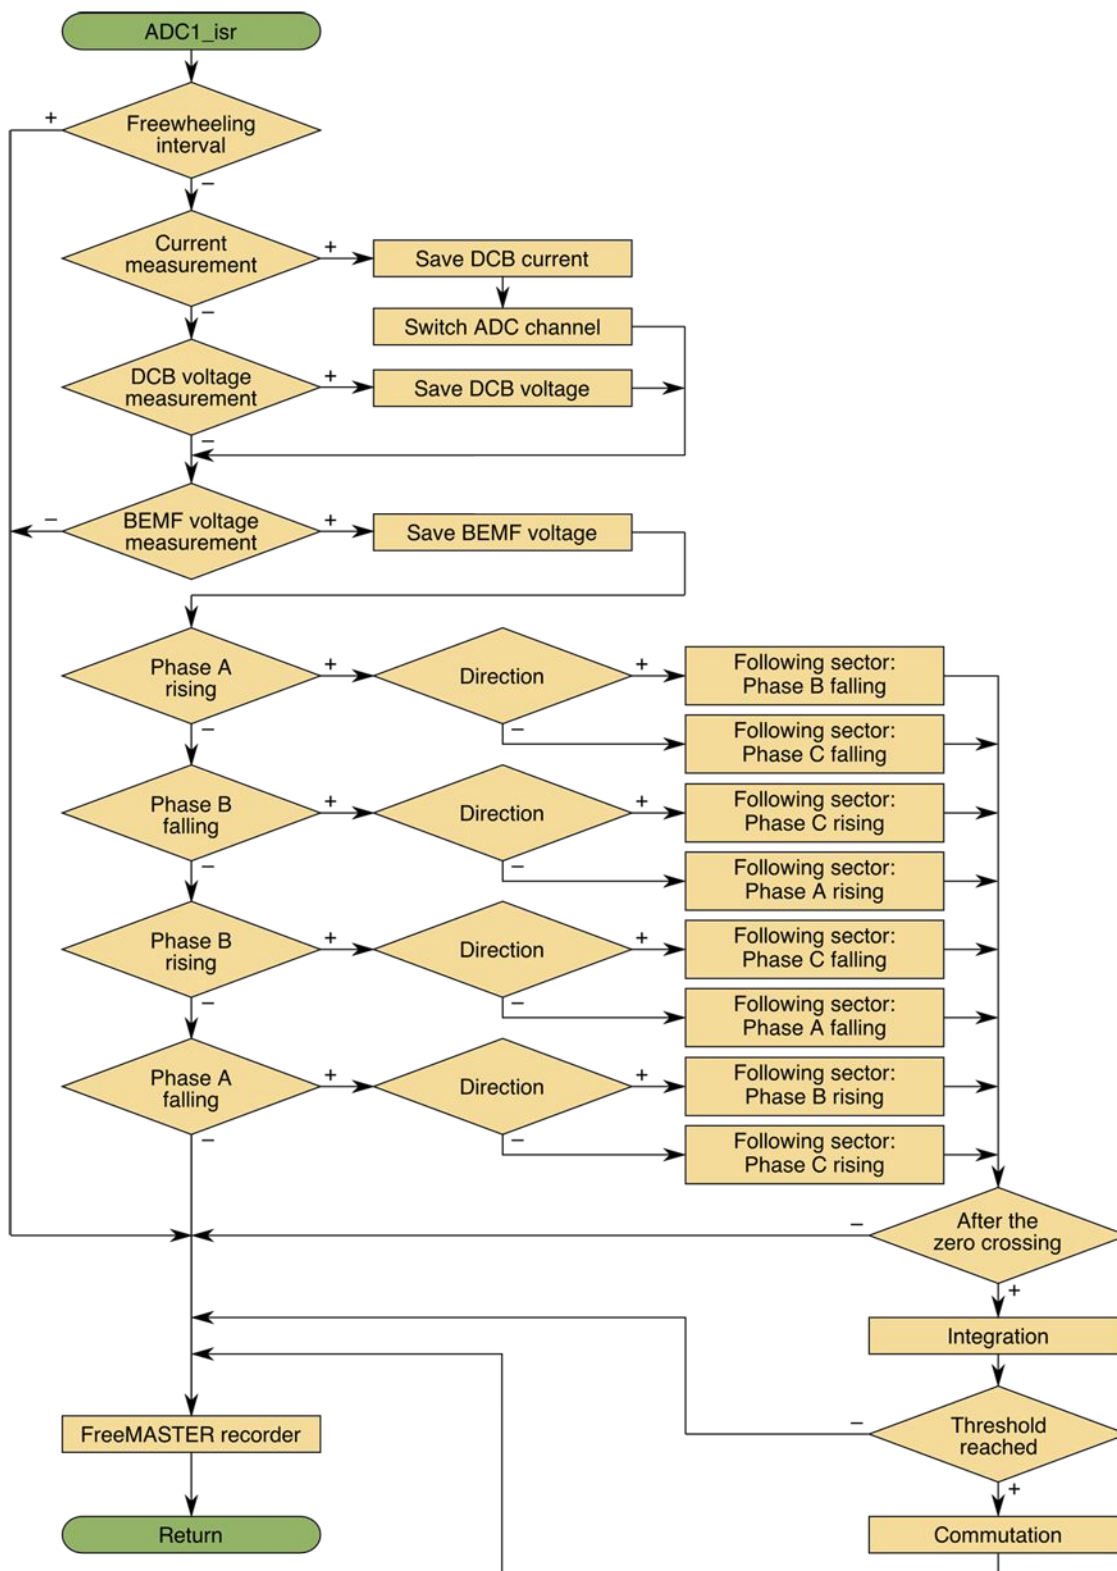 ADC1_isr
+
Freewheeling
interval
–
Current
measurement
+
Save DCB current
–
Switch ADC channel
DCB voltage
measurement
+
Save DCB voltage
–
–
BEMF voltage
measurement
+
Save BEMF voltage
Phase A
rising
+
Direction
+
Following sector:
Phase B falling
–
–
Following sector:
Phase C falling
Phase B
falling
+
Direction
+
Following sector:
Phase C rising
–
–
Following sector:
Phase A rising
Phase B
rising
+
Direction
+
Following sector:
Phase C falling
–
–
Following sector:
Phase A falling
Phase A
falling
+
Direction
+
Following sector:
Phase B rising
–
–
Following sector:
Phase C rising
–
After the
zero crossing
+
Integration
FreeMASTER recorder
–
Threshold
reached
+
Return
Commutation